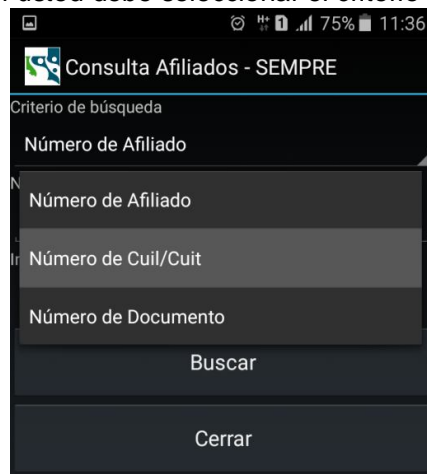 usted debe seleccionar el criterio
75% 11:36
Consulta Afiliados - SEMPRE
Criterio de búsqueda
Número de Afiliado
N
Número de Afiliado
Número de Cuil/Cuit
Número de Documento
Buscar
Cerrar